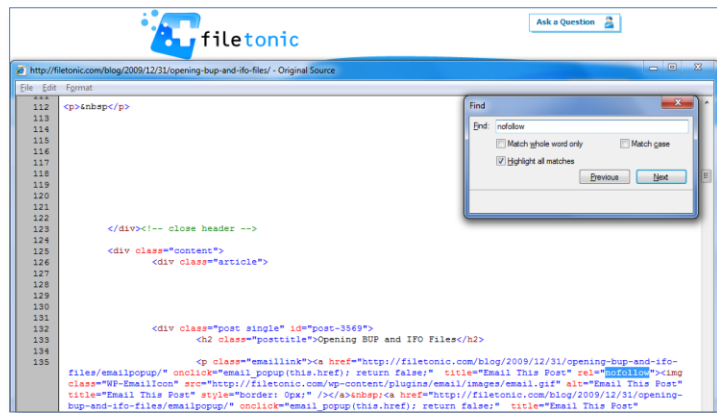 filetonic
Ask a Question
http://filetonic.com/blog/2009/12/31/opening-bup-and-ifo-files/ - Original Source
File Edit Format
111
112 <p>&nbsp</p>
113
114
115
116
117
118
119
120
121
122
123 </div><!-- close header -->
124
125 <div class="content">
126 <div class="article">
127
128
129
130
131
132 <div class="post single" id="post-3569">
133 <h2 class="posttitle">Opening BUP and IFO Files</h2>
134
135 <p class="emaillink"><a href="http://filetonic.com/blog/2009/12/31/opening-bup-and-ifo-
files/emailpopup/" onclick="email_popup(this.href); return false;" title="Email This Post" rel="nofollow"><img
class="WP-EmailIcon" src="http://filetonic.com/wp-content/plugins/email/images/email.gif" alt="Email This Post"
title="Email This Post" style="border: 0px;" /></a>&nbsp;<a href="http://filetonic.com/blog/2009/12/31/opening-
bup-and-ifo-files/emailpopup/" onclick="email_popup(this.href); return false;" title="Email This Post"
Find
Find: nofollow
Match whole word only Match case
Highlight all matches
Previous Next